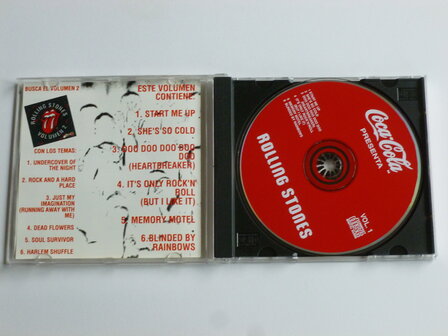 BUSCA EL VOLUMEN 2
ROLLING STONES
VOLUMEN 2
CON LOS TEMAS:
1. UNDERCOVER OF
THE NIGHT
2. ROCK AND A HARD
PLACE
3. JUST MY
IMAGINATION
(RUNNING AWAY WITH
ME)
4. DEAD FLOWERS
5. SOUL SURVIVOR
6. HARLEM SHUFFLE
ESTE VOLUMEN
CONTIENE:
1. START ME UP
2. SHE'S SO COLD
3. DOO DOO DOO DOO
DOO
(HEARTBREAKER)
4. IT'S ONLY ROCK'N'
ROLL
(BUT I LIKE IT)
5. MEMORY MOTEL
6. BLINDED BY
RAINBOWS
Coca-Cola
PRESENTA
ROLLING STONES
VOL. 1